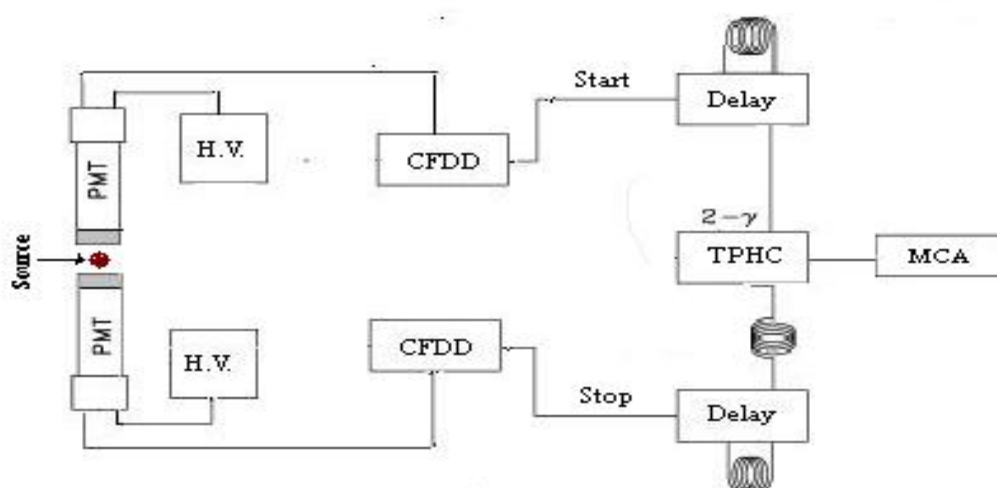 Start
Delay
H.V.
CFDD
PMT
2-γ
TPHC
MCA
Source
PMT
H.V.
CFDD
Stop
Delay